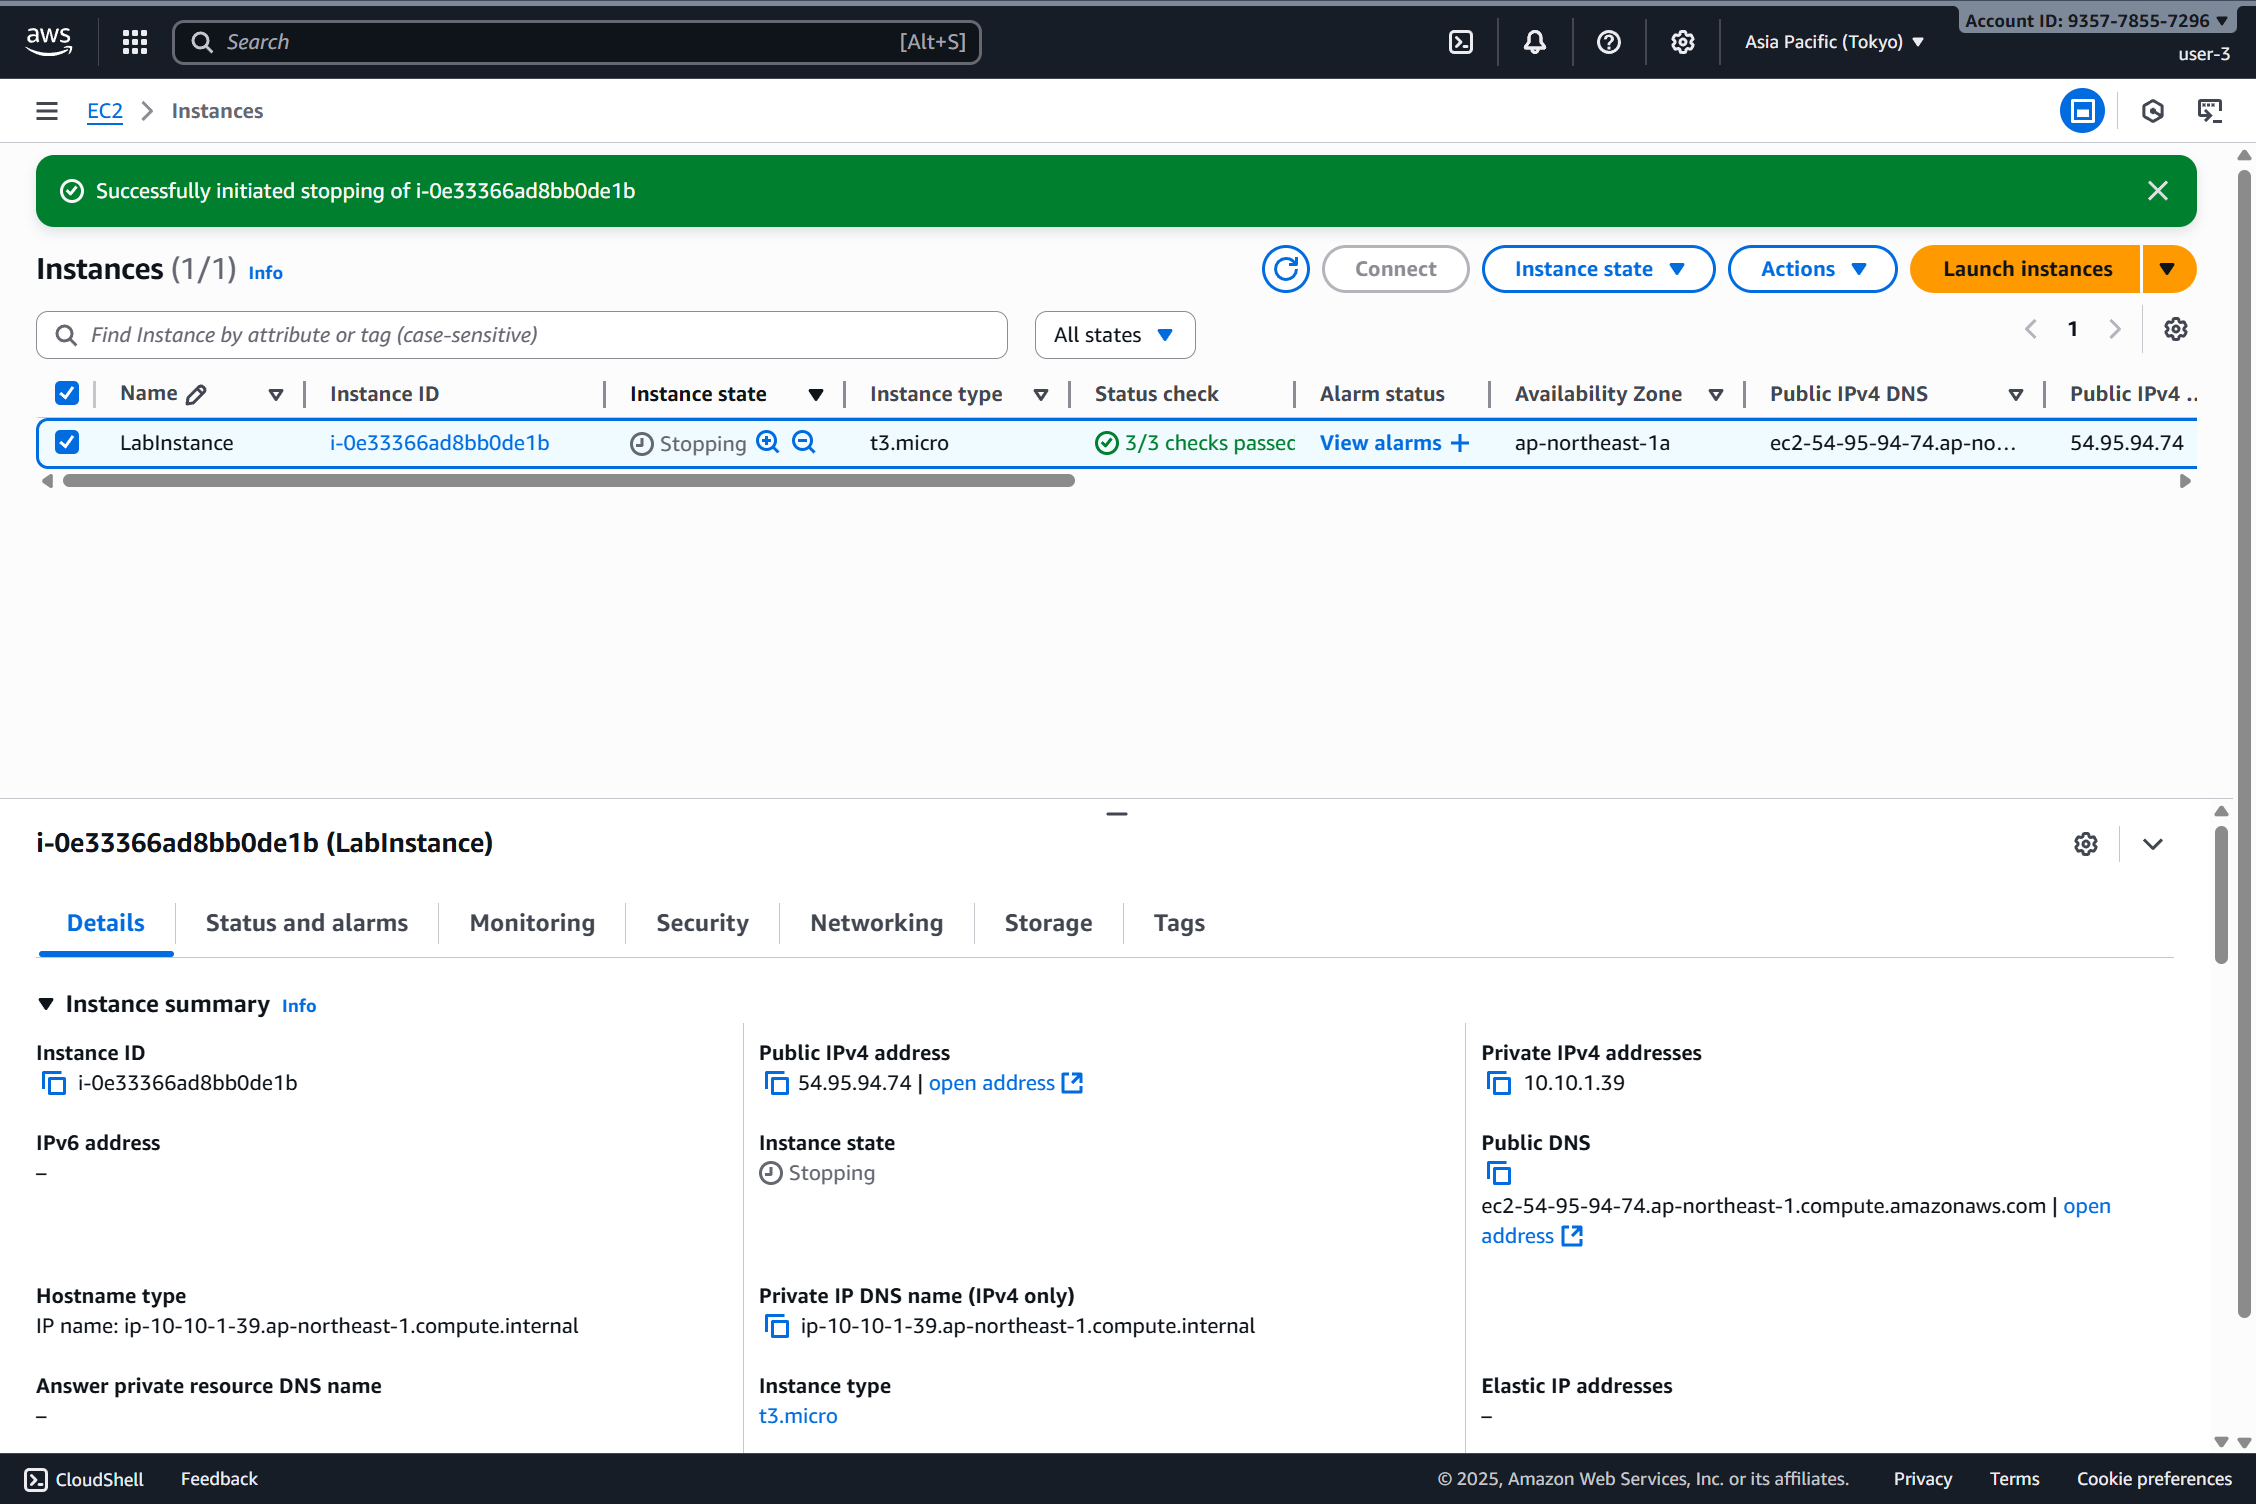 aws
Search [Alt+S]
Asia Pacific (Tokyo)
Account ID: 9357-7855-7296
user-3
EC2 Instances
Successfully initiated stopping of i-0e33366ad8bb0de1b
Instances (1/1) Info
Connect Instance state Actions Launch instances
Find Instance by attribute or tag (case-sensitive) All states 1
Name Instance ID Instance state Instance type Status check Alarm status Availability Zone Public IPv4 DNS Public IPv4 ..
LabInstance i-0e33366ad8bb0de1b Stopping t3.micro 3/3 checks passec View alarms + ap-northeast-1a ec2-54-95-94-74.ap-no... 54.95.94.74
i-0e33366ad8bb0de1b (LabInstance)
Details Status and alarms Monitoring Security Networking Storage Tags
Instance summary Info
Instance ID
i-0e33366ad8bb0de1b
Public IPv4 address
54.95.94.74 | open address
Private IPv4 addresses
10.10.1.39
IPv6 address
–
Instance state
Stopping
Public DNS
ec2-54-95-94-74.ap-northeast-1.compute.amazonaws.com | open
address
Hostname type
IP name: ip-10-10-1-39.ap-northeast-1.compute.internal
Private IP DNS name (IPv4 only)
ip-10-10-1-39.ap-northeast-1.compute.internal
Answer private resource DNS name
–
Instance type
t3.micro
Elastic IP addresses
–
CloudShell Feedback © 2025, Amazon Web Services, Inc. or its affiliates. Privacy Terms Cookie preferences